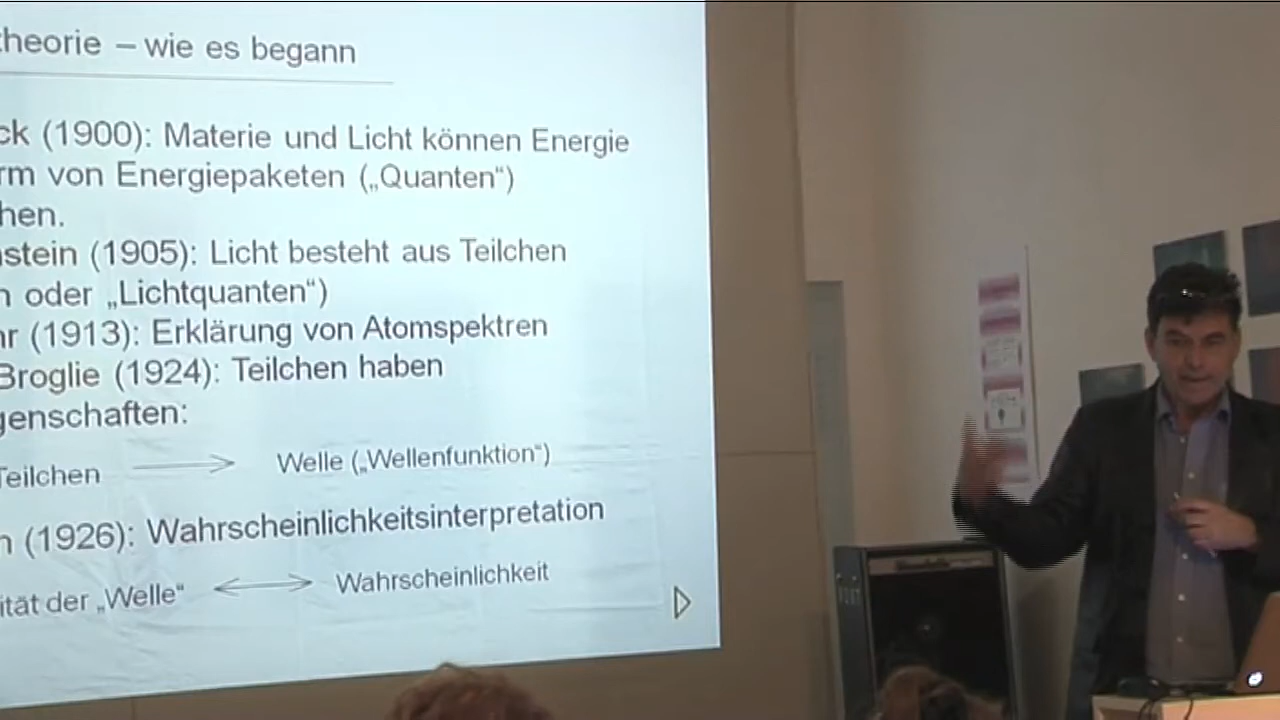 theorie – wie es begann
ck (1900): Materie und Licht können Energie
rm von Energiepaketen („Quanten“)
hen.
nstein (1905): Licht besteht aus Teilchen
n oder „Lichtquanten“)
hr (1913): Erklärung von Atomspektren
Broglie (1924): Teilchen haben
genschaften:
Teilchen → Welle („Wellenfunktion“)
n (1926): Wahrscheinlichkeitsinterpretation
ität der „Welle“ ↔ Wahrscheinlichkeit